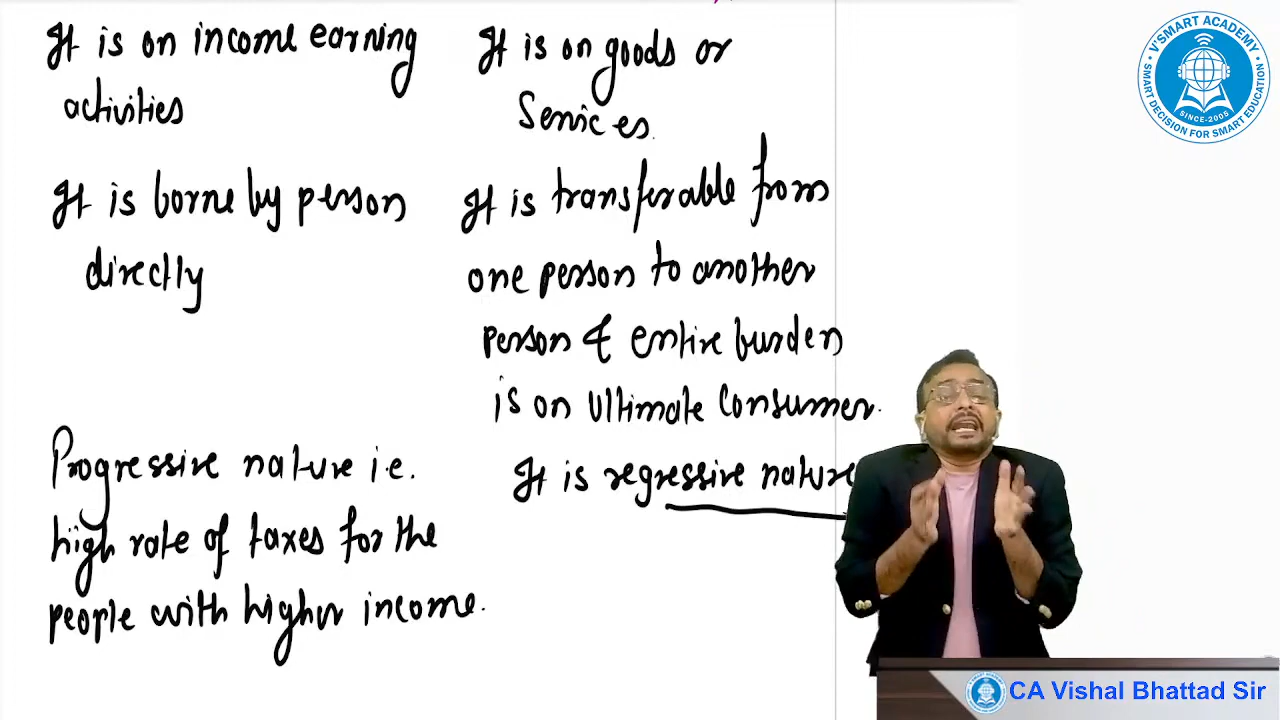 It is on income earning
activities
It is borne by person
directly
Progressive nature i.e.
high rate of taxes for the
people with higher income.
It is on goods or
Services.
It is transferable from
one person to another
person & entire burden
is on Ultimate Consumer.
It is regressive nature
V'SMART ACADEMY
SMART DECISION FOR SMART EDUCATION
SINCE-2005
CA Vishal Bhattad Sir